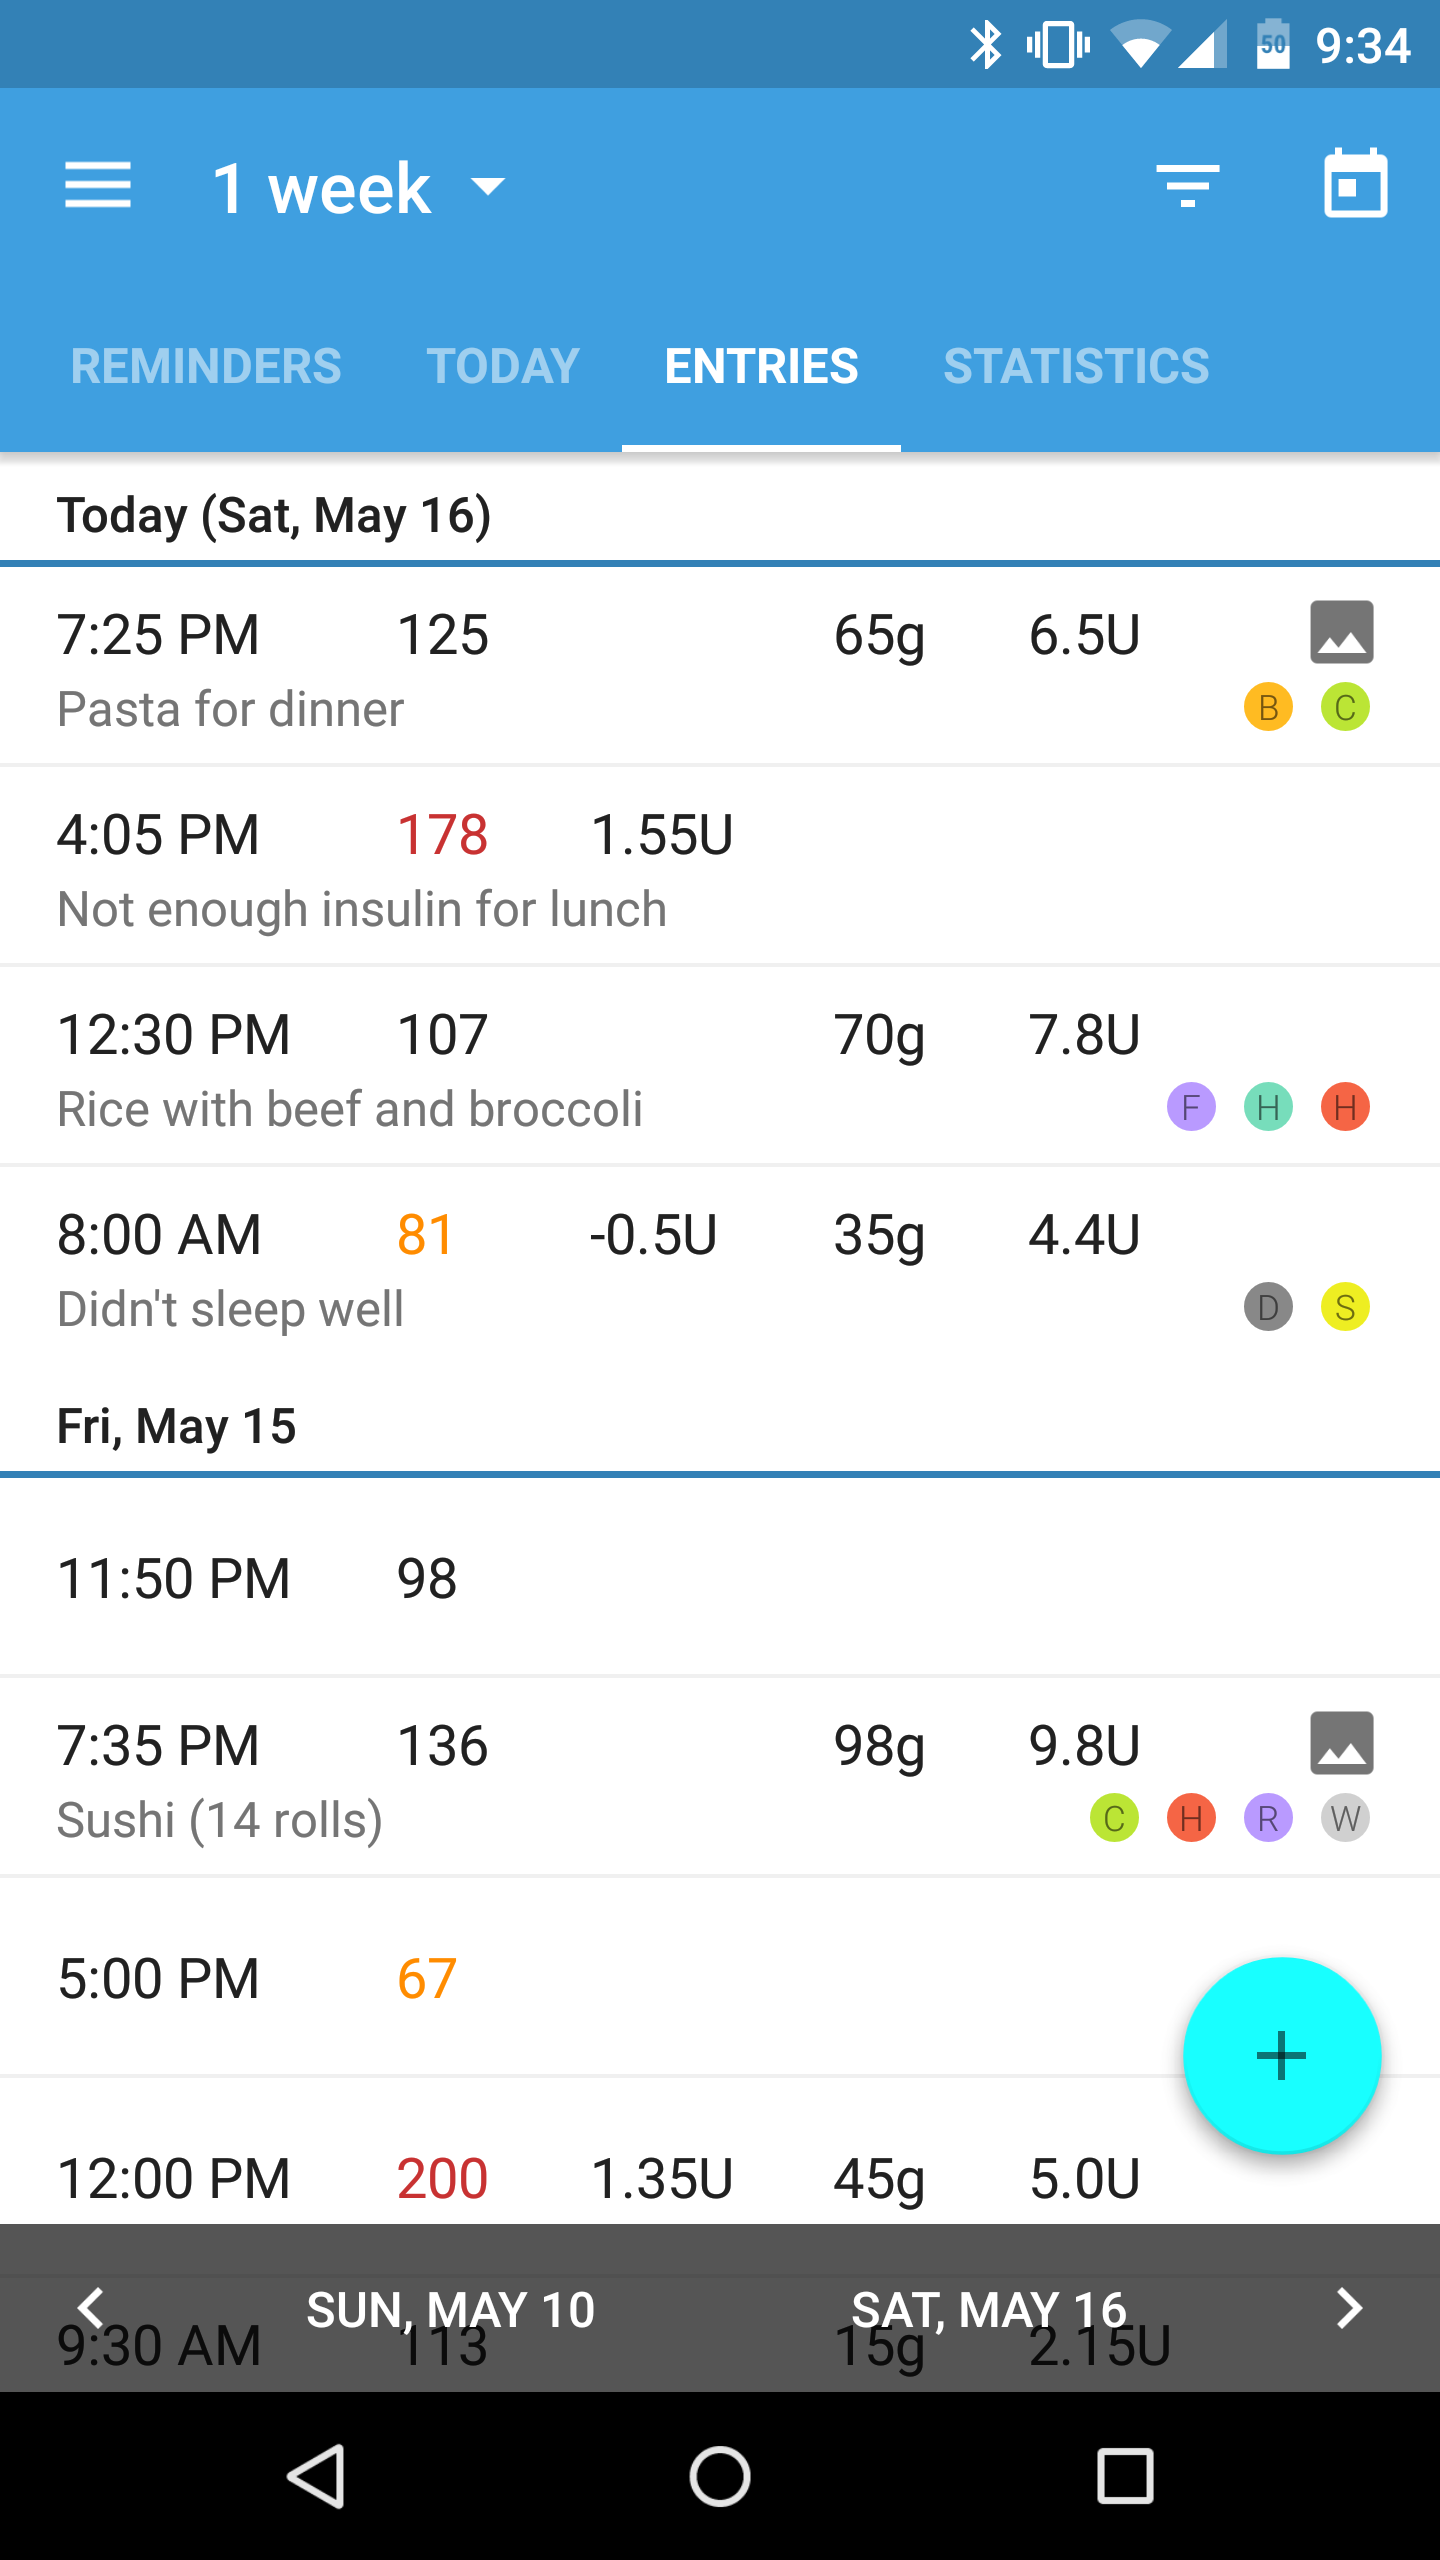 50 9:34
1 week
REMINDERS TODAY ENTRIES STATISTICS
Today (Sat, May 16)
7:25 PM 125 65g 6.5U
Pasta for dinner B C
4:05 PM 178 1.55U
Not enough insulin for lunch
12:30 PM 107 70g 7.8U
Rice with beef and broccoli F H H
8:00 AM 81 -0.5U 35g 4.4U
Didn't sleep well D S
Fri, May 15
11:50 PM 98
7:35 PM 136 98g 9.8U
Sushi (14 rolls) C H R W
5:00 PM 67
12:00 PM 200 1.35U 45g 5.0U
SUN, MAY 10 SAT, MAY 16
9:30 AM 113 15g 2.15U